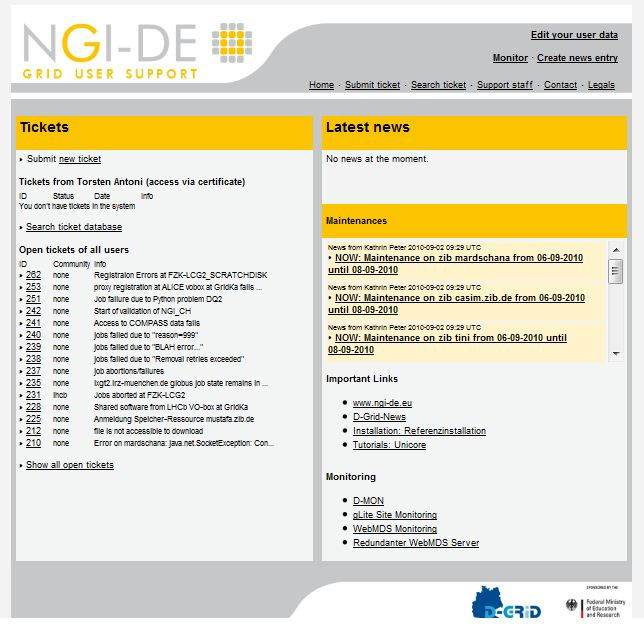 NGI-DE
GRID USER SUPPORT
Edit your user data
Monitor · Create news entry
Home · Submit ticket · Search ticket · Support staff · Contact · Legals
Tickets
Submit new ticket
Tickets from Torsten Antoni (access via certificate)
ID Status Date Info
You don't have tickets in the system
Search ticket database
Open tickets of all users
ID Community Info
262 none Registraion Errors at FZK-LCG2_SCRATCHDISK
253 none proxy registration at ALICE vobox at GridKa fails ...
251 none Job failure due to Python problem DQ2
242 none Start of validation of NGI_CH
241 none Access to COMPASS data fails
240 none jobs failed due to "reason=999"
239 none jobs failed due to "BLAH error..."
238 none jobs failed due to "Removal retries exceeded"
237 none job abortions/failures
235 none lxgt2.lrz-muenchen.de globus job state remains in ...
231 lhcb Jobs aborted at FZK-LCG2
228 none Shared software from LHCb VO-box at GridKa
225 none Anmeldung Speicher-Ressource mustafa.zib.de
212 none file is not accessible to download
210 none Error on mardschana: java.net.SocketException: Con...
Show all open tickets
Latest news
No news at the moment.
Maintenances
News from Kathrin Peter 2010-09-02 09:29 UTC
NOW: Maintenance on zib mardschana from 06-09-2010
until 08-09-2010
News from Kathrin Peter 2010-09-02 09:29 UTC
NOW: Maintenance on zib casim.zib.de from 06-09-2010
until 08-09-2010
News from Kathrin Peter 2010-09-02 09:29 UTC
NOW: Maintenance on zib tini from 06-09-2010 until
08-09-2010
Important Links
www.ngi-de.eu
D-Grid-News
Installation: Referenzinstallation
Tutorials: Unicore
Monitoring
D-MON
gLite Site Monitoring
WebMDS Monitoring
Redundanter WebMDS Server
D-GRID
SPONSORED BY THE
Federal Ministry
of Education
and Research